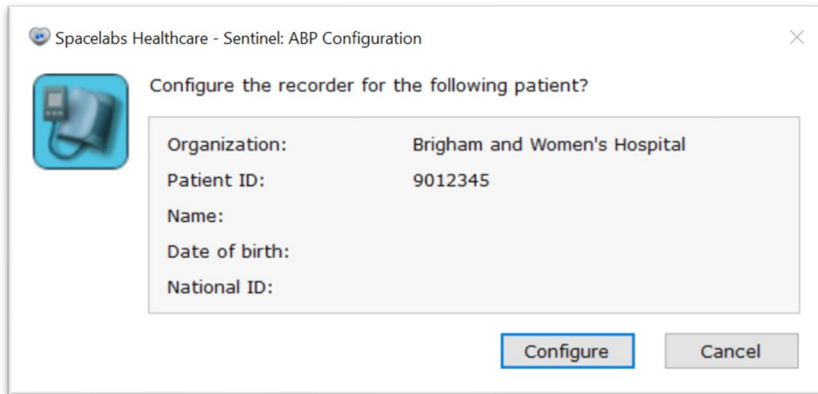 Spacelabs Healthcare - Sentinel: ABP Configuration
Configure the recorder for the following patient?
Organization: Brigham and Women's Hospital
Patient ID: 9012345
Name:
Date of birth:
National ID:
Configure Cancel